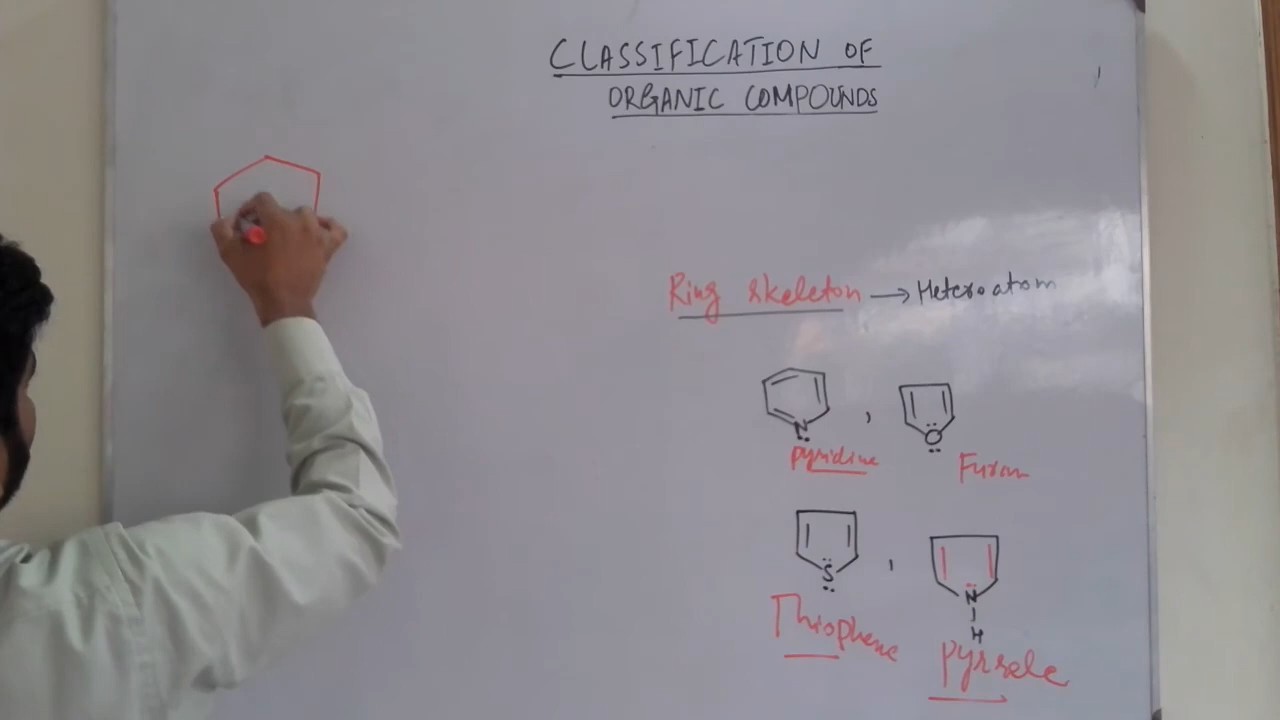 CLASSIFICATION OF
ORGANIC COMPOUNDS
Ring skeleton → Heteroatom
N , O
pyridine Furan
S , N
H
Thiophene pyrrole